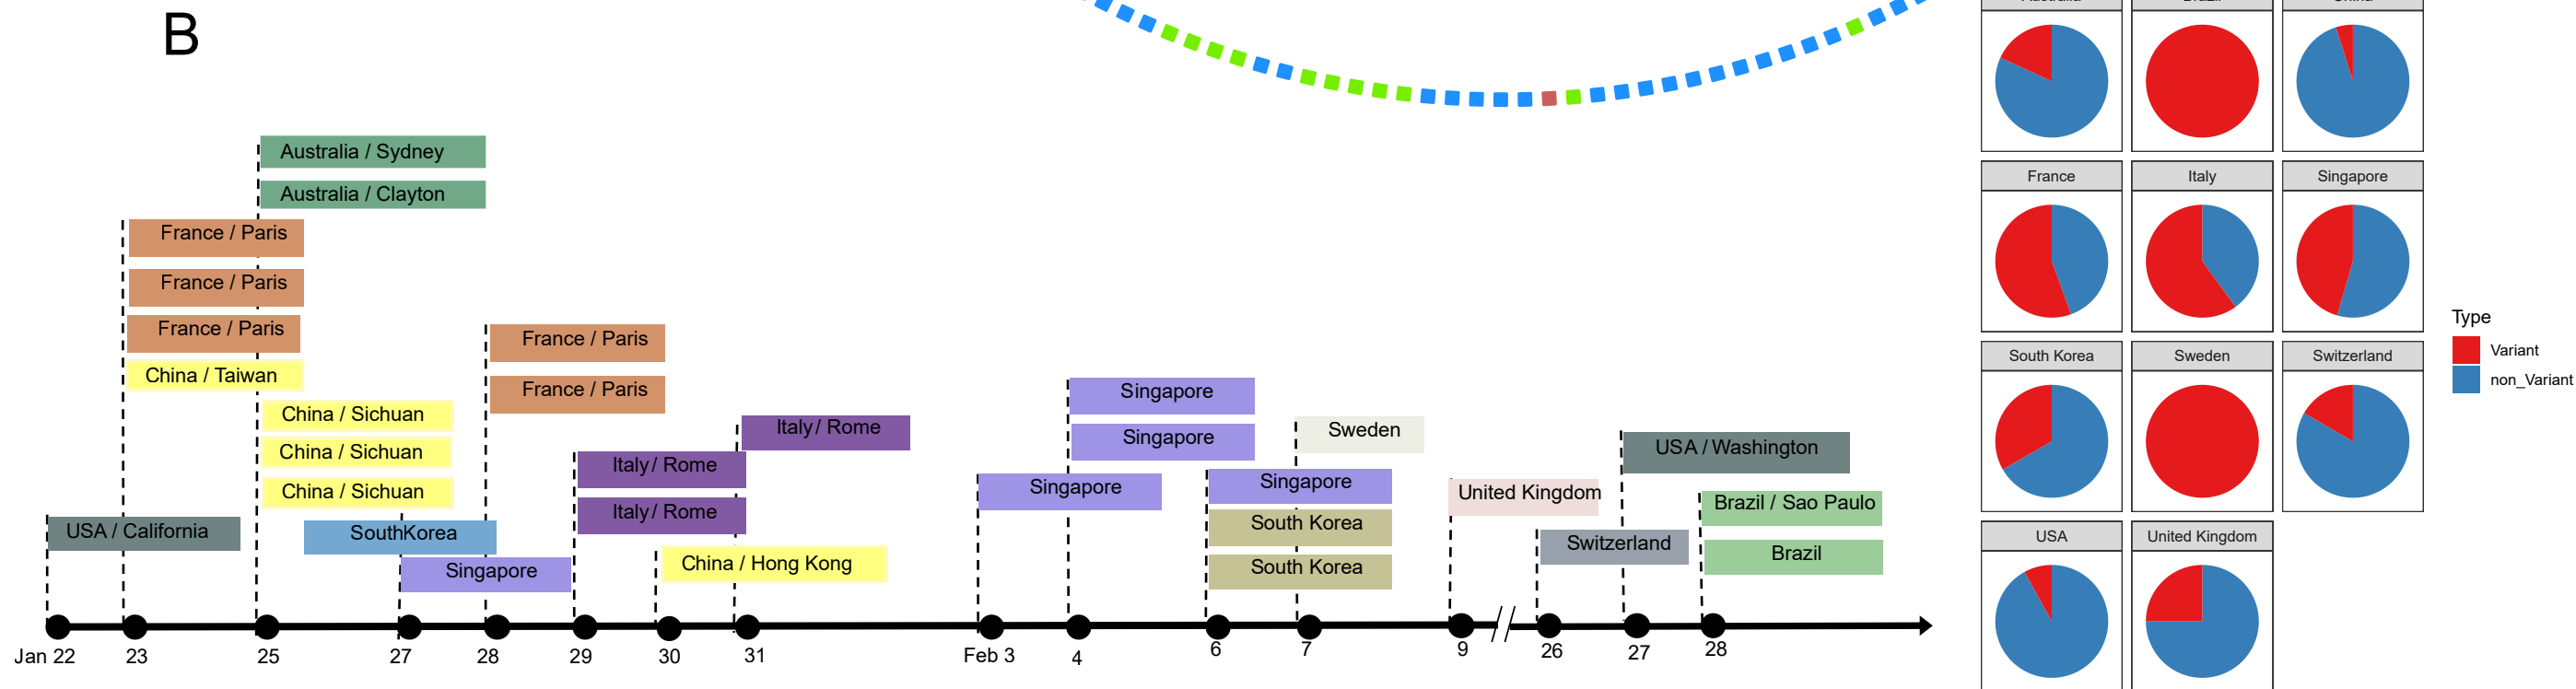 B
Australia / Sydney
Australia / Clayton
France / Paris
France / Paris
France / Paris
China / Taiwan
China / Sichuan
China / Sichuan
China / Sichuan
USA / California
SouthKorea
Singapore
France / Paris
France / Paris
Italy / Rome
Italy / Rome
Italy / Rome
China / Hong Kong
Singapore
Singapore
Singapore
Sweden
Singapore
South Korea
South Korea
United Kingdom
Switzerland
USA / Washington
Brazil / Sao Paulo
Brazil
Jan 22 23 25 27 28 29 30 31 Feb 3 4 6 7 9 26 27 28
Australia Brazil China
France Italy Singapore
South Korea Sweden Switzerland
USA United Kingdom
Type
Variant
non_Variant